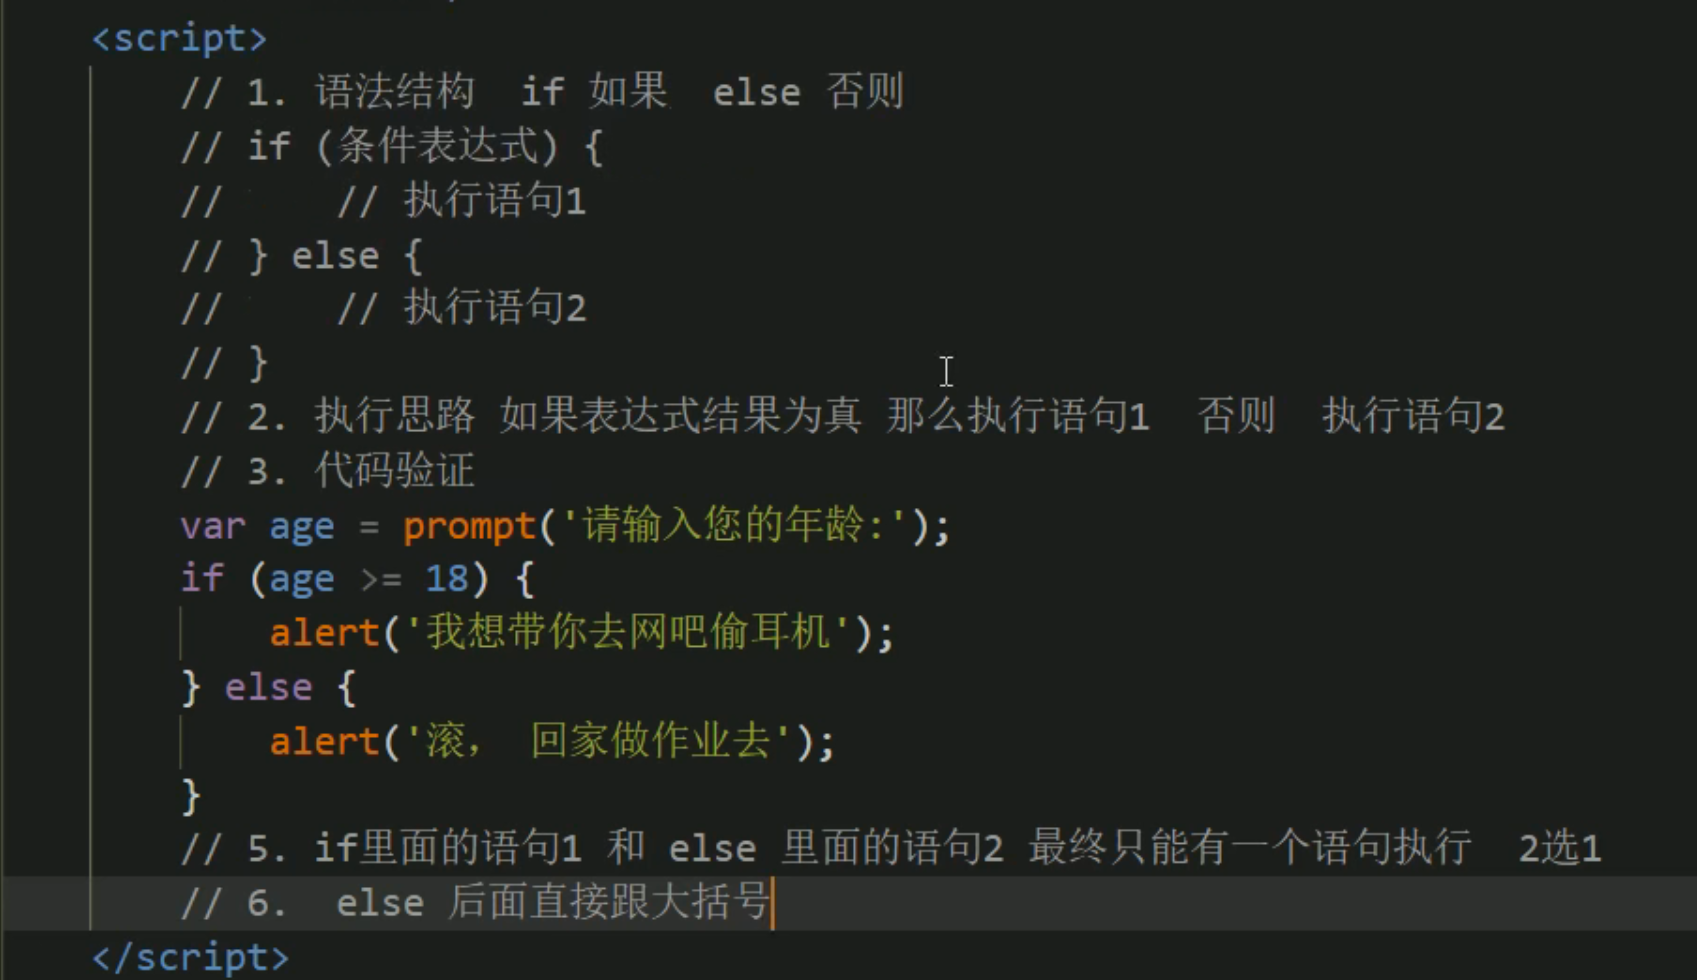 <script>
// 1. 语法结构  if 如果  else 否则
// if (条件表达式) {
//     // 执行语句1
// } else {
//     // 执行语句2
// }
// 2. 执行思路 如果表达式结果为真 那么执行语句1  否则  执行语句2
// 3. 代码验证
var age = prompt('请输入您的年龄:');
if (age >= 18) {
    alert('我想带你去网吧偷耳机');
} else {
    alert('滚， 回家做作业去');
}
// 5. if里面的语句1 和 else 里面的语句2 最终只能有一个语句执行  2选1
// 6.  else 后面直接跟大括号
</script>